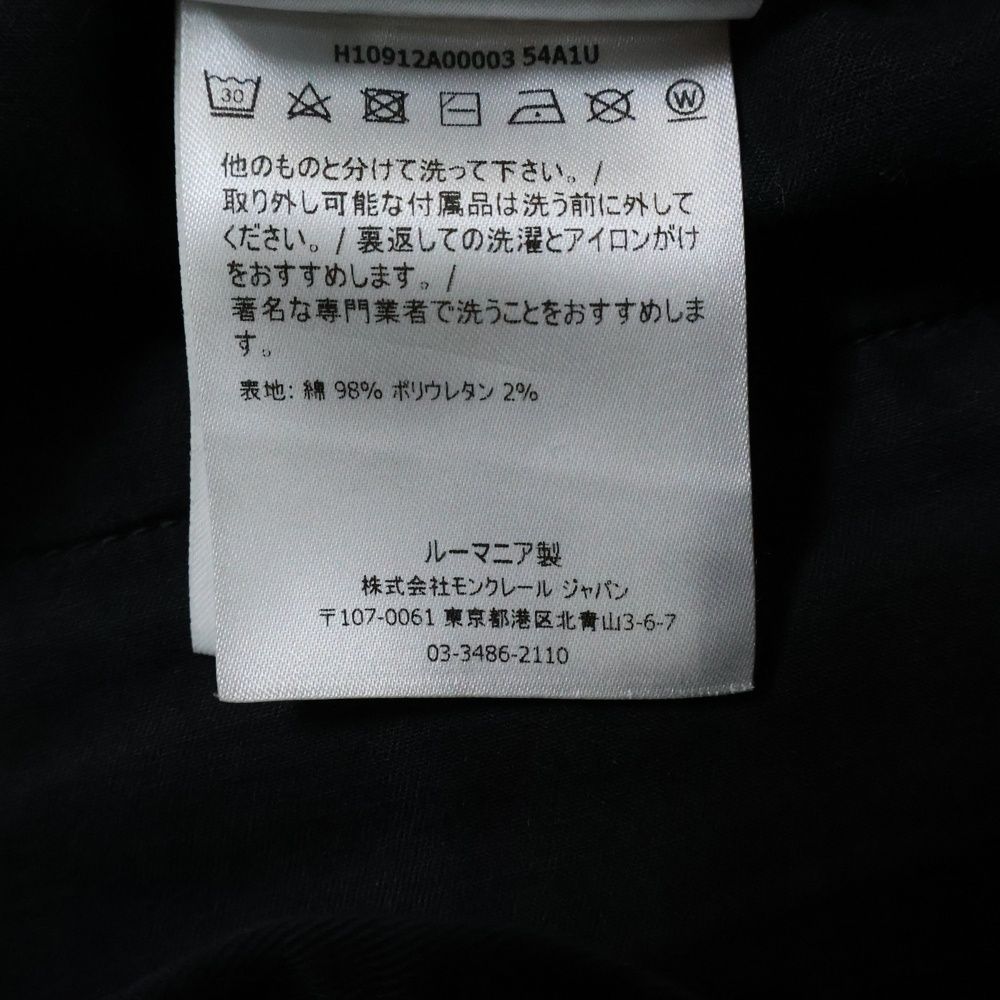 H10912A00003 54A1U
30
W
他のものと分けて洗って下さい。/
取り外し可能な付属品は洗う前に外して
ください。/ 裏返しての洗濯とアイロンがけ
をおすすめします。/
著名な専門業者で洗うことをおすすめしま
す。
表地: 綿 98% ポリウレタン 2%
ルーマニア製
株式会社モンクレール ジャパン
〒107-0061 東京都港区北青山3-6-7
03-3486-2110